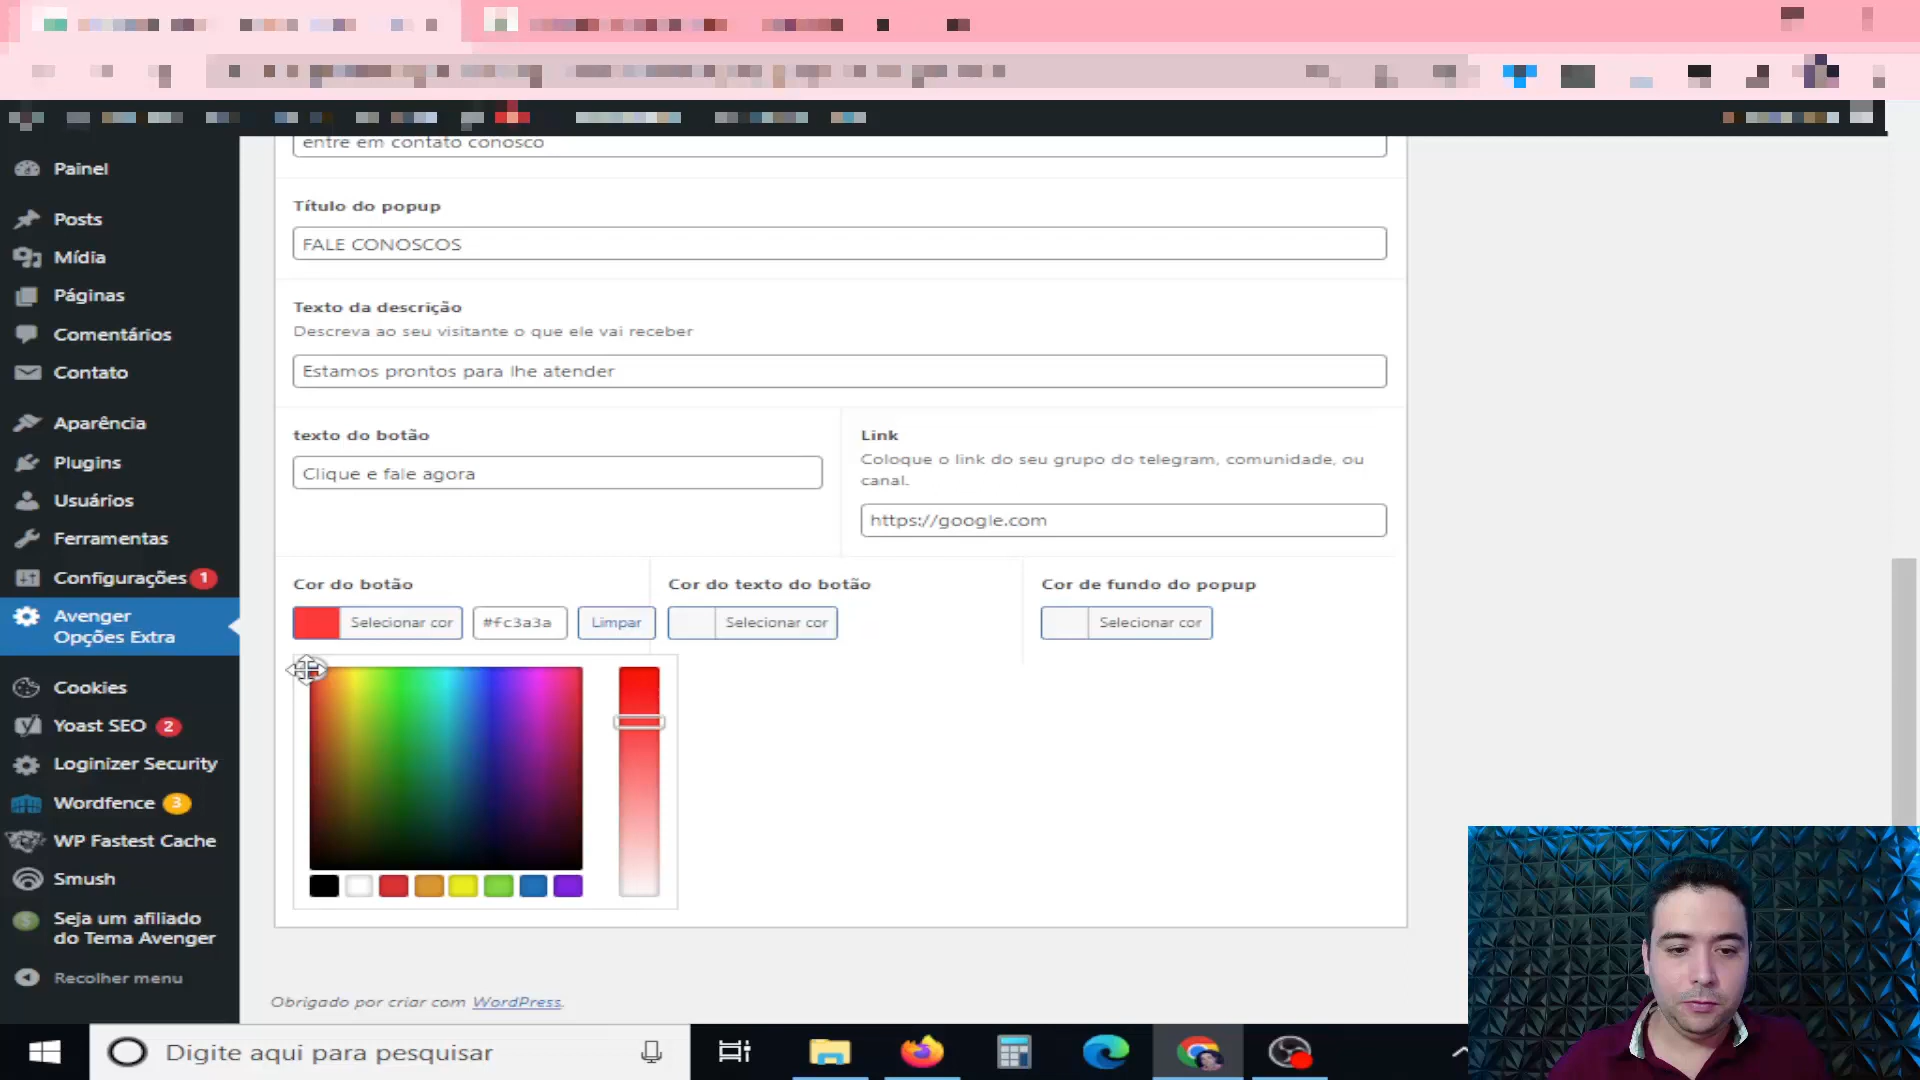 entre em contato conosco
Painel
Título do popup
Posts
FALE CONOSCOS
Mídia
Páginas
Texto da descrição
Descreva ao seu visitante o que ele vai receber
Comentários
Estamos prontos para lhe atender
Contato
Aparência
texto do botão
Link
Coloque o link do seu grupo do telegram, comunidade, ou
canal.
Plugins
Clique e fale agora
Usuários
https://google.com
Ferramentas
Configurações 1
Cor do botão
Cor do texto do botão
Cor de fundo do popup
Avenger
Opções Extra
Selecionar cor
#fc3a3a
Limpar
Selecionar cor
Selecionar cor
Cookies
Yoast SEO 2
Loginizer Security
Wordfence 3
WP Fastest Cache
Smush
Seja um afiliado
do Tema Avenger
Recolher menu
Obrigado por criar com WordPress.
Digite aqui para pesquisar